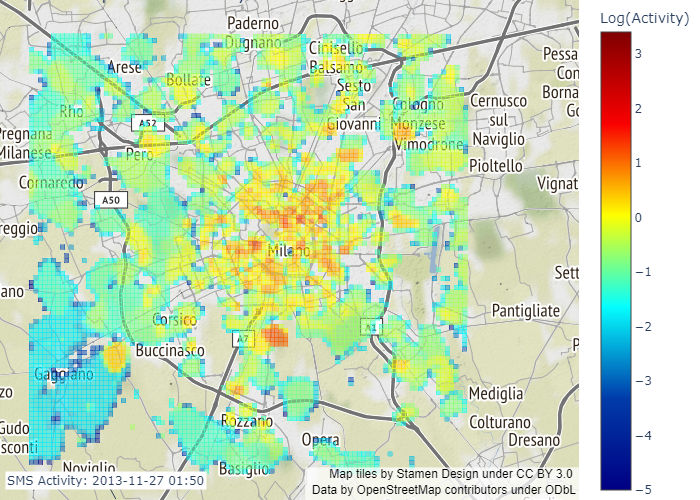 Log(Activity)
Paderno
Dugnano
Cinisello
Balsamo
Arese
Bollate
Sesto
San
Giovanni
Pessa
Con
Borna
Go
Rho
Cologno
Monzese
Cernusco
sul
Naviglio
A52
Pregnana
Milanese
Pero
Vimodrone
Pioltello
Cornaredo
Vignat
A50
reggio
Milano
Sett
ano
Pantigliate
Corsico
A7
A1
Buccinasco
P
Gaggiano
zo
Mediglia
Rozzano
Colturano
Gudo
sconti
Opera
Dresano
Noviglio
Basiglio
SMS Activity: 2013-11-27 01:50
Map tiles by Stamen Design under CC BY 3.0
Data by OpenStreetMap contributors under ODbL
3
2
1
0
−1
−2
−3
−4
−5